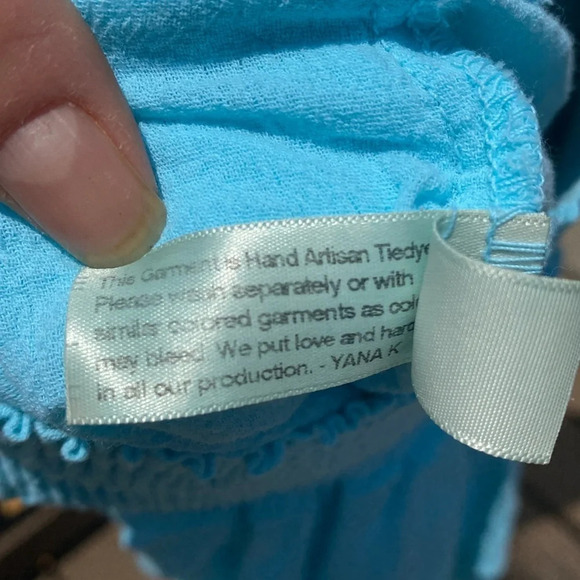 This Garment is Hand Artisan Tiedye
Please wash separately or with
similar colored garments as
may bleed. We put love and
in all our production. - YANA K